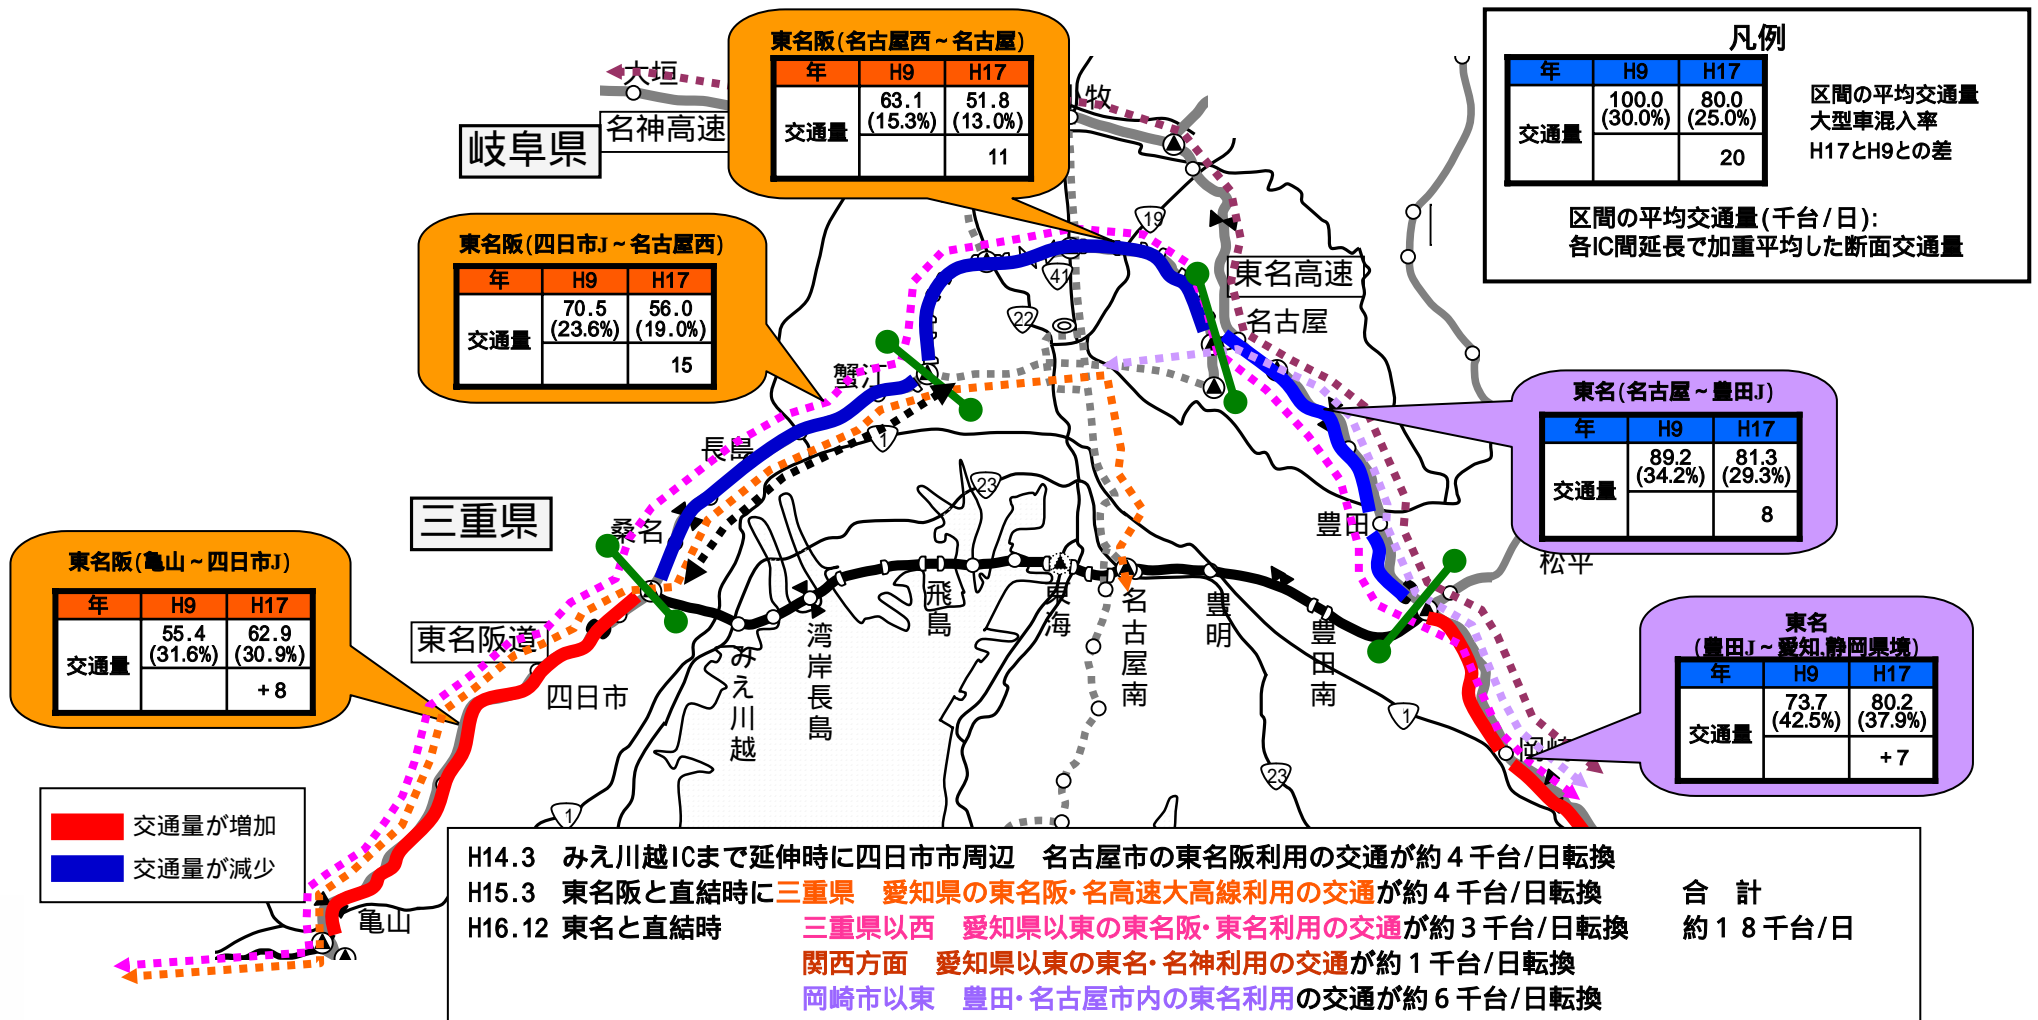 東名阪(名古屋西～名古屋)
年 H9 H17
交通量 63.1 51.8
(15.3%) (13.0%)
11
凡例
年 H9 H17
交通量 100.0 80.0
(30.0%) (25.0%)
20
区間の平均交通量
大型車混入率
H17とH9との差
区間の平均交通量(千台/日):
各IC間延長で加重平均した断面交通量
大垣
名神高速
岐阜県
牧
19
41
22
東名阪(四日市J～名古屋西)
年 H9 H17
交通量 70.5 56.0
(23.6%) (19.0%)
15
東名高速
名古屋
蟹江
長島
1
23
三重県
桑名
東名(名古屋～豊田J)
年 H9 H17
交通量 89.2 81.3
(34.2%) (29.3%)
8
豊田
松平
東名阪(亀山～四日市J)
年 H9 H17
交通量 55.4 62.9
(31.6%) (30.9%)
+8
東名阪道
四日市
みえ川越
湾岸長島
飛島
東海
名古屋南
豊明
豊田南
1
23
1
岡崎
東名
(豊田J～愛知,静岡県境)
年 H9 H17
交通量 73.7 80.2
(42.5%) (37.9%)
+7
交通量が増加
交通量が減少
亀山
H14.3 みえ川越ICまで延伸時に四日市市周辺 名古屋市の東名阪利用の交通が約4千台/日転換
H15.3 東名阪と直結時に三重県 愛知県の東名阪・名高速大高線利用の交通が約4千台/日転換 合 計
H16.12 東名と直結時 三重県以西 愛知県以東の東名阪・東名利用の交通が約3千台/日転換 約18千台/日
関西方面 愛知県以東の東名・名神利用の交通が約1千台/日転換
岡崎市以東 豊田・名古屋市内の東名利用の交通が約6千台/日転換